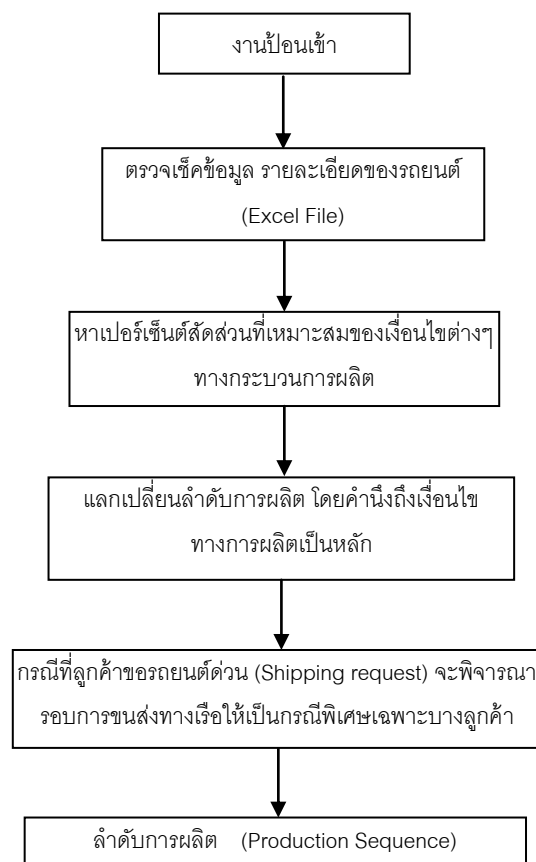 งานป้อนเข้า
ตรวจเช็คข้อมูล รายละเอียดของรถยนต์
(Excel File)
หาเปอร์เซ็นต์สัดส่วนที่เหมาะสมของเงื่อนไขต่างๆ
ทางกระบวนการผลิต
แลกเปลี่ยนลำดับการผลิต โดยคำนึงถึงเงื่อนไข
ทางการผลิตเป็นหลัก
กรณีที่ลูกค้าขอรถยนต์ด่วน (Shipping request) จะพิจารณา
รอบการขนส่งทางเรือให้เป็นกรณีพิเศษเฉพาะบางลูกค้า
ลำดับการผลิต (Production Sequence)